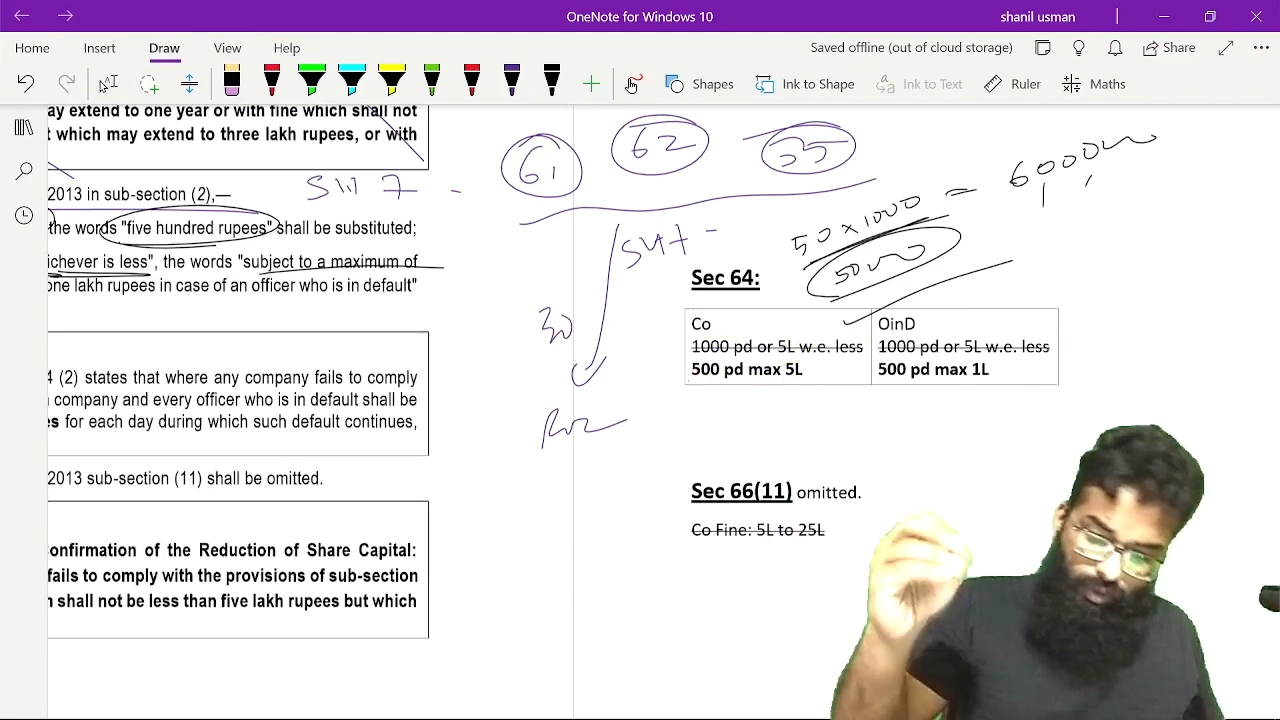 OneNote for Windows 10
shanil usman
Home Insert Draw View Help
Saved offline (out of cloud storage)
Share
Shapes
Ink to Shape
Ink to Text
Ruler
Maths
ay extend to one year or with fine which shall not
t which may extend to three lakh rupees, or with
2013 in sub-section (2),—
the words "five hundred rupees" shall be substituted;
ichever is less", the words "subject to a maximum of
one lakh rupees in case of an officer who is in default"
4 (2) states that where any company fails to comply
company and every officer who is in default shall be
es for each day during which such default continues,
2013 sub-section (11) shall be omitted.
onfirmation of the Reduction of Share Capital:
fails to comply with the provisions of sub-section
n shall not be less than five lakh rupees but which
SH 7 - 61 62
SH7 -
30
50 x 1000 =
Sec 64:
Co
1000 pd or 5L w.e. less
500 pd max 5L
OinD
1000 pd or 5L w.e. less
500 pd max 1L
Sec 66(11) omitted.
Co Fine: 5L to 25L